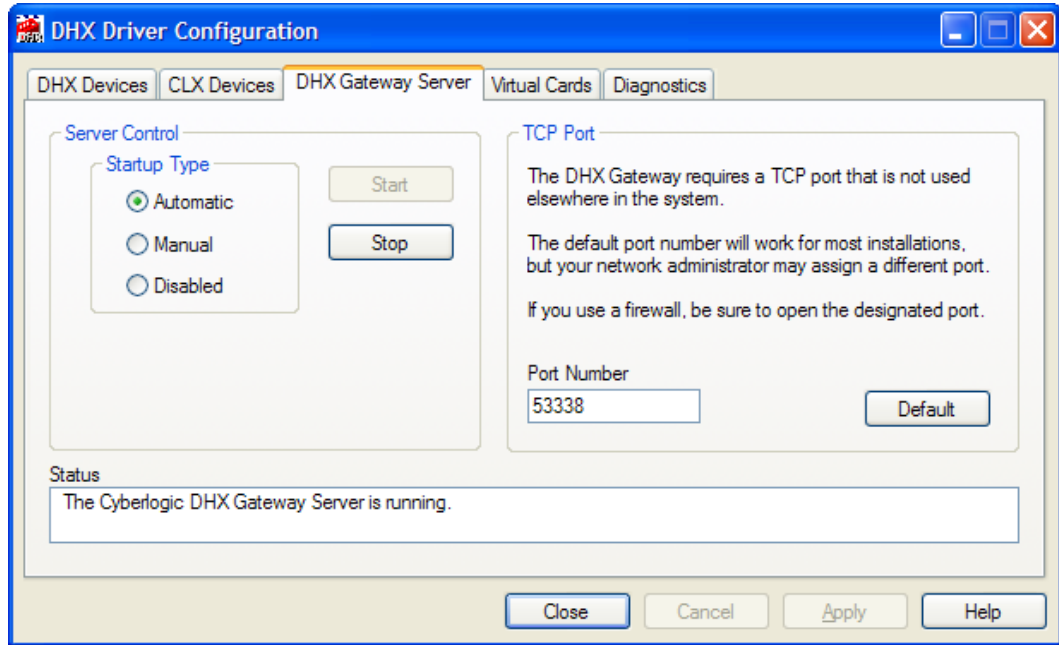 DHX Driver Configuration
DHX Devices
CLX Devices
DHX Gateway Server
Virtual Cards
Diagnostics
Server Control
Startup Type
Automatic
Manual
Disabled
Start
Stop
TCP Port
The DHX Gateway requires a TCP port that is not used
elsewhere in the system.
The default port number will work for most installations,
but your network administrator may assign a different port.
If you use a firewall, be sure to open the designated port.
Port Number
53338
Default
Status
The Cyberlogic DHX Gateway Server is running.
Close
Cancel
Apply
Help